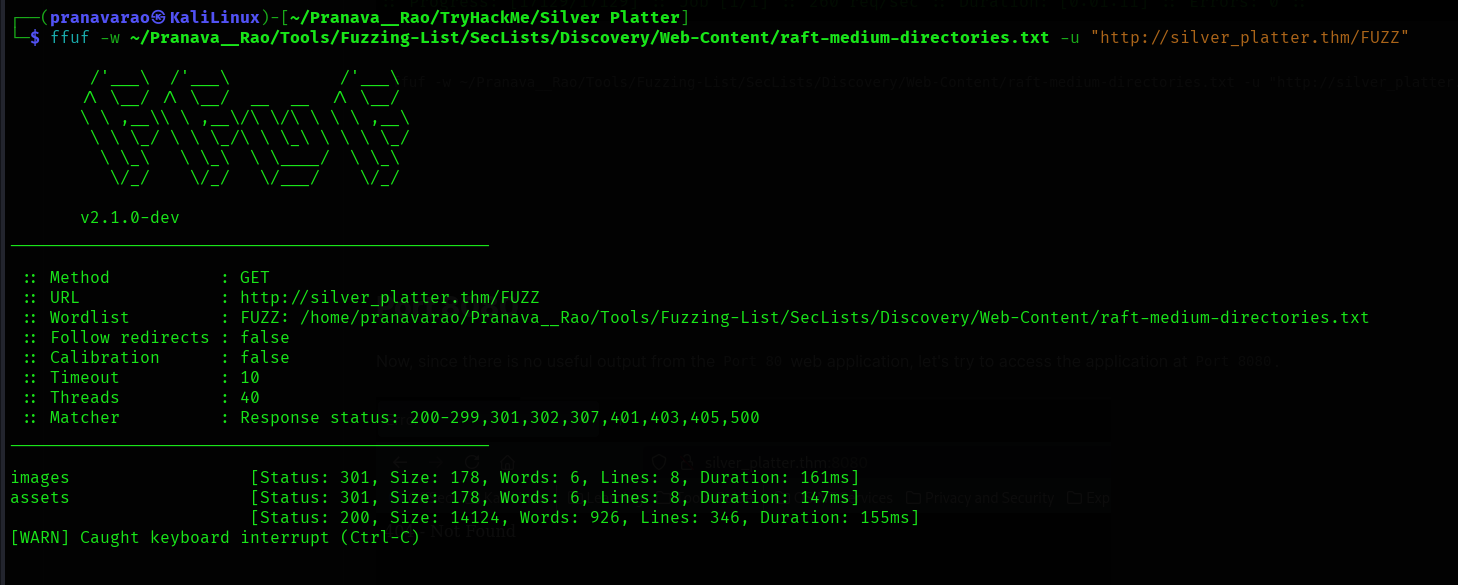 ┌──(pranavarao㉿KaliLinux)-[~/Pranava__Rao/TryHackMe/Silver Platter]
└─$ ffuf -w ~/Pranava__Rao/Tools/Fuzzing-List/SecLists/Discovery/Web-Content/raft-medium-directories.txt -u "http://silver_platter.thm/FUZZ"
v2.1.0-dev
:: Method : GET
:: URL : http://silver_platter.thm/FUZZ
:: Wordlist : FUZZ: /home/pranavarao/Pranava__Rao/Tools/Fuzzing-List/SecLists/Discovery/Web-Content/raft-medium-directories.txt
:: Follow redirects : false
Now, since there is no useful output from the Port 80 web application, let's try to access the application at Port 8080.
:: Calibration : false
:: Timeout : 10
:: Threads : 40
:: Matcher : Response status: 200-299,301,302,307,401,403,405,500
images [Status: 301, Size: 178, Words: 6, Lines: 8, Duration: 161ms]
assets [Status: 301, Size: 178, Words: 6, Lines: 8, Duration: 147ms]
Privacy and Security
[Status: 200, Size: 14124, Words: 926, Lines: 346, Duration: 155ms]
[WARN] Caught keyboard interrupt (Ctrl-C)
Not Found